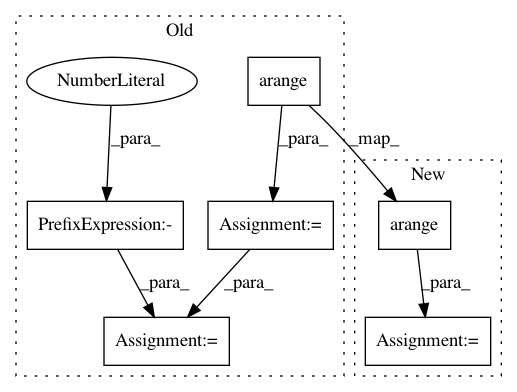 Old
NumberLiteral
arange
_para_
_para_
_map_
New
PrefixExpression:-
Assignment:=
arange
_para_
_para_
_para_
Assignment:=
Assignment:=